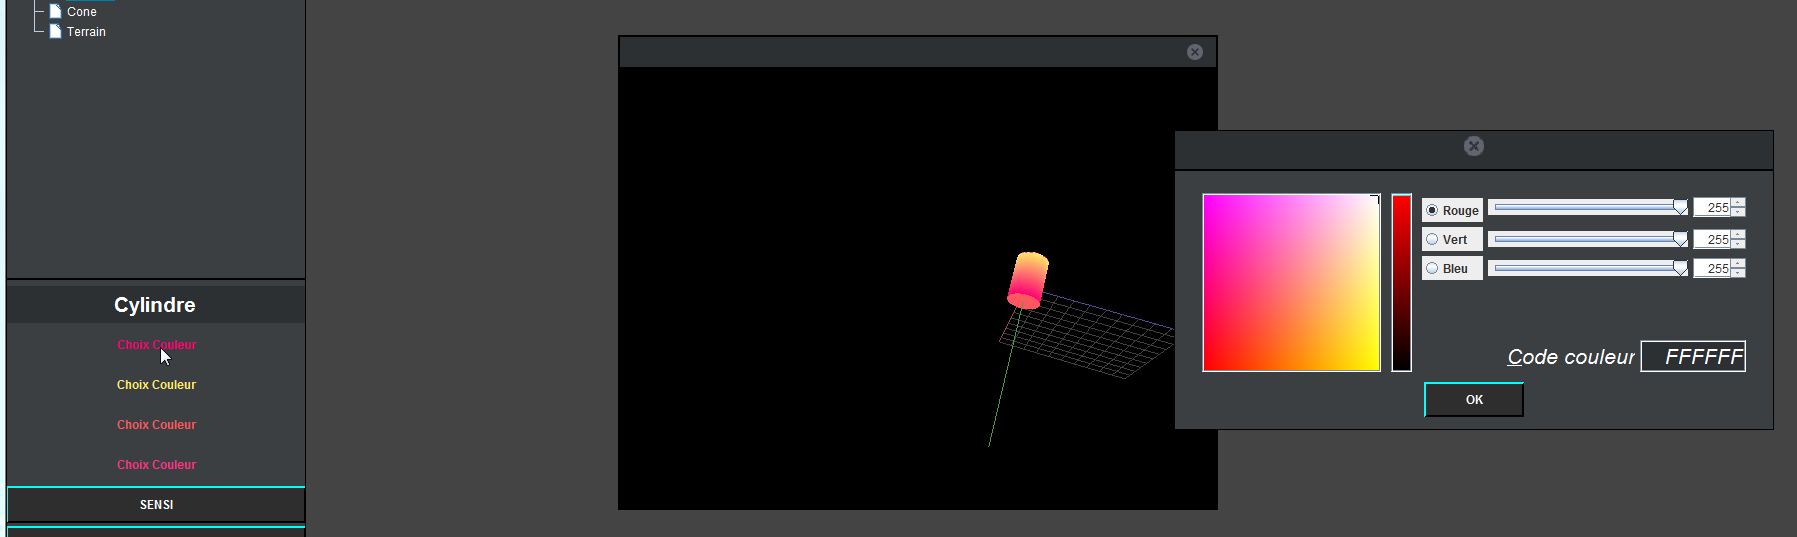 Cone
Terrain
Cylindre
Choix Couleur
Choix Couleur
Choix Couleur
Choix Couleur
SENSI
Rouge 255
Vert 255
Bleu 255
Code couleur FFFFFF
OK